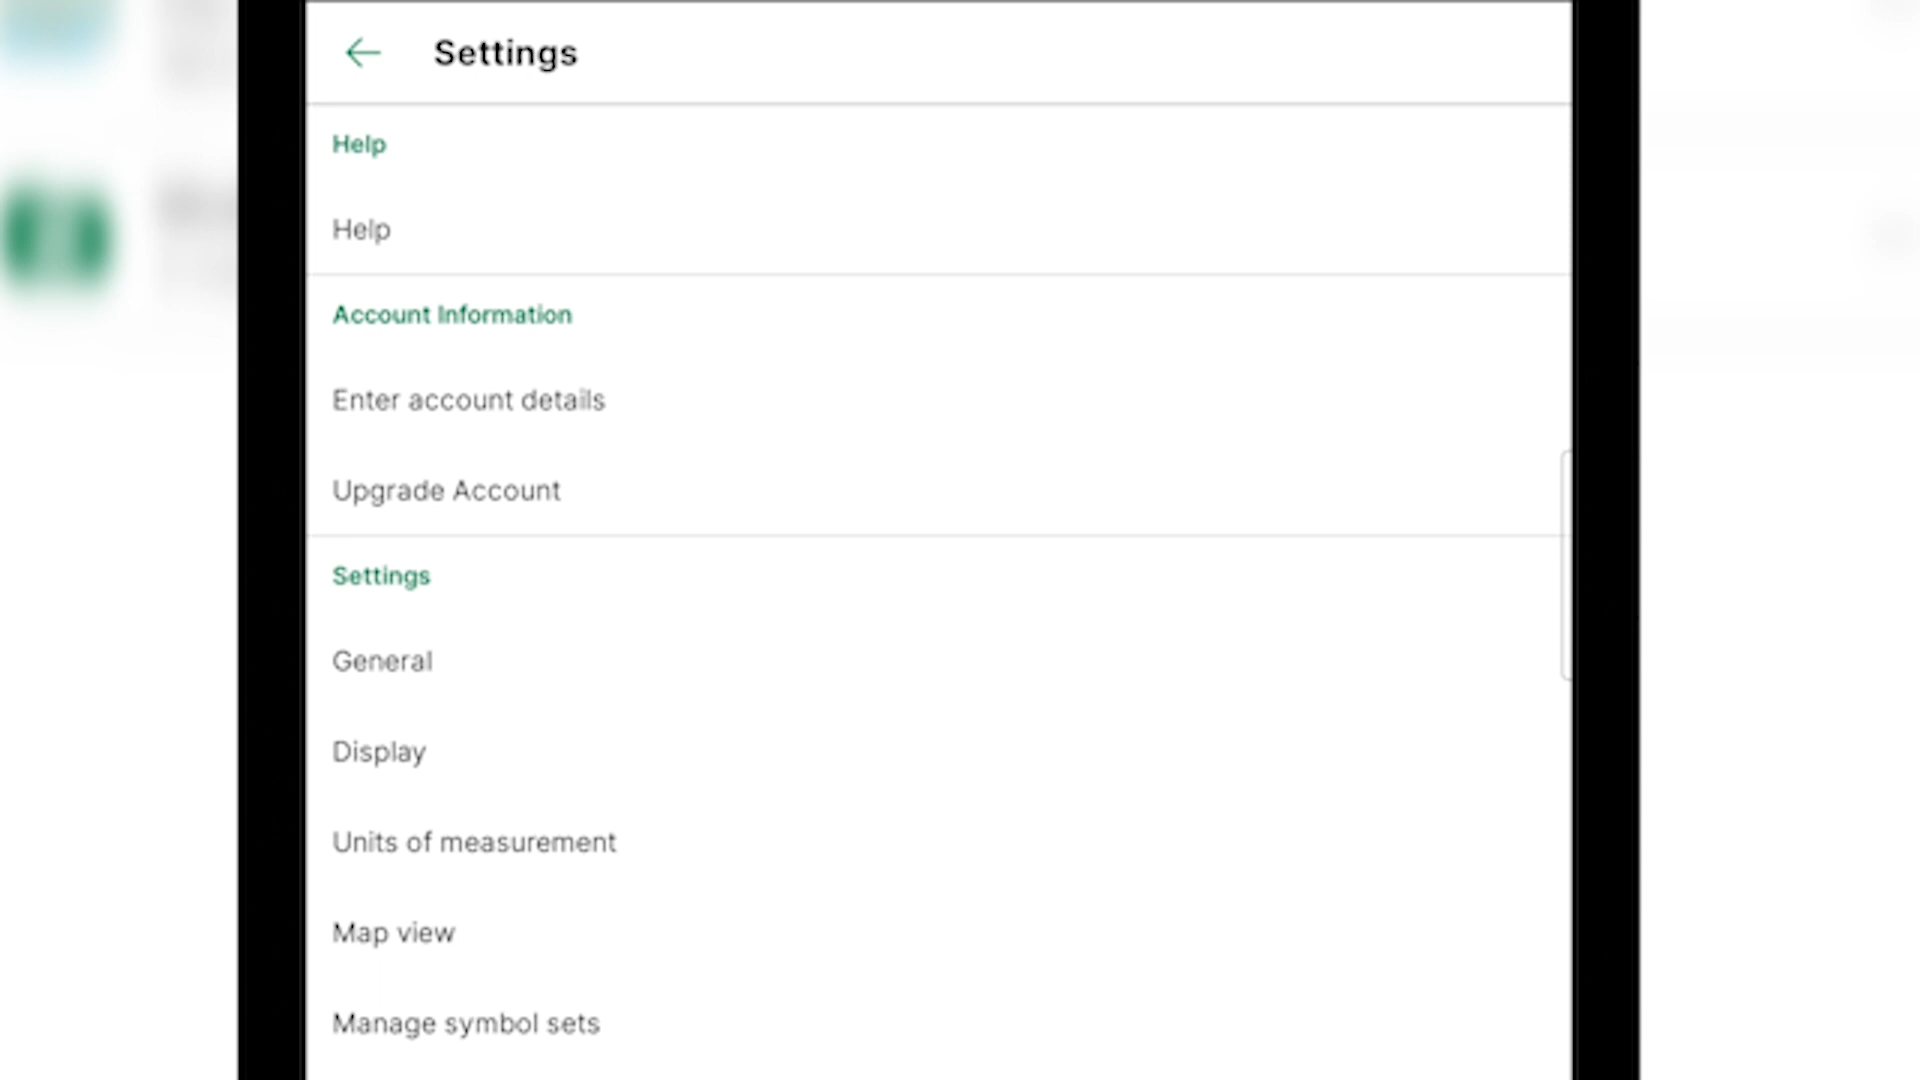 Settings
Help
Help
Account Information
Enter account details
Upgrade Account
Settings
General
Display
Units of measurement
Map view
Manage symbol sets